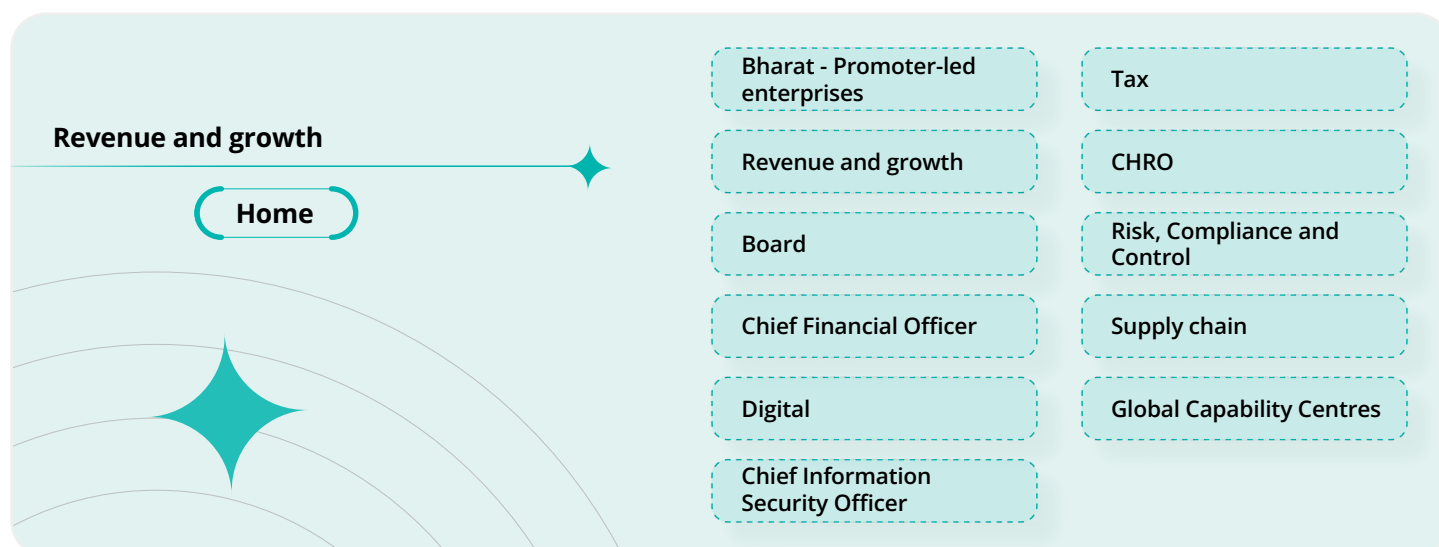 Revenue and growth
Home
Bharat - Promoter-led
enterprises
Revenue and growth
Board
Chief Financial Officer
Digital
Chief Information
Security Officer
Tax
CHRO
Risk, Compliance and
Control
Supply chain
Global Capability Centres